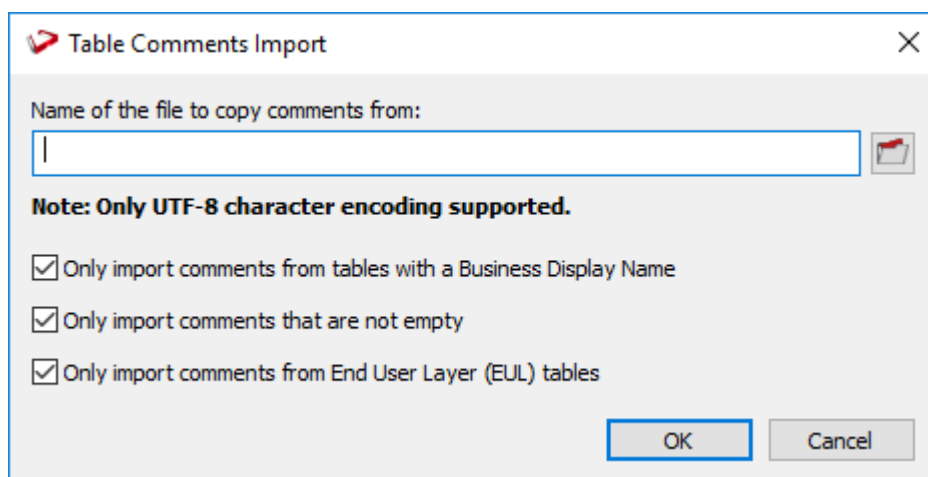 Table Comments Import
Name of the file to copy comments from:
Note: Only UTF-8 character encoding supported.
Only import comments from tables with a Business Display Name
Only import comments that are not empty
Only import comments from End User Layer (EUL) tables
OK Cancel